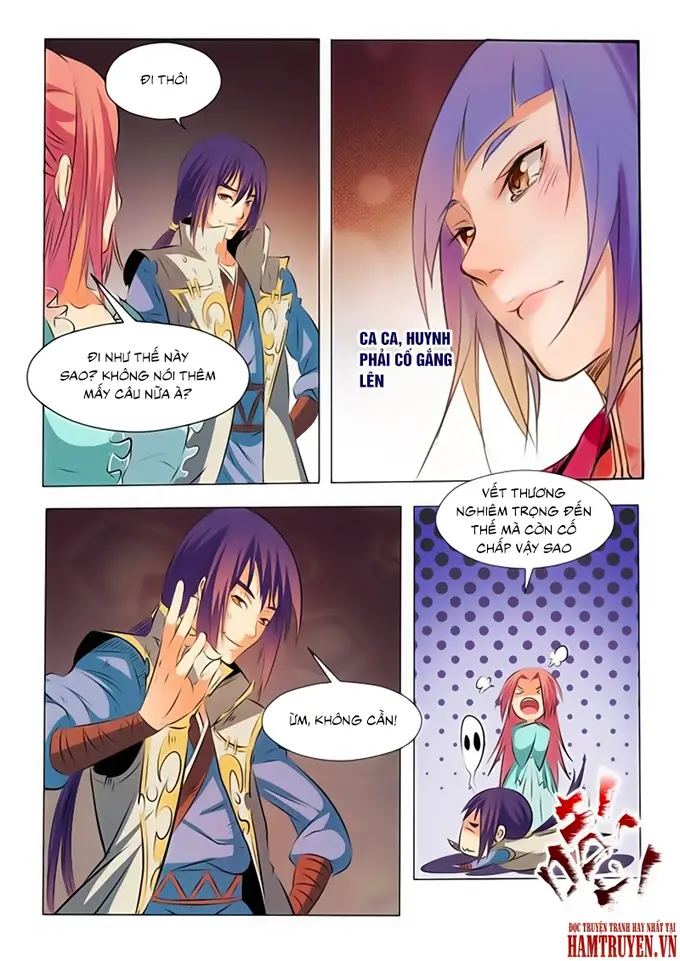 ĐI THÔI
ĐI NHƯ THẾ NÀY
SAO? KHÔNG NÓI THÊM
MẤY CÂU NỮA À?
CA CA, HUYNH
PHẢI CỐ GẮNG
LÊN
ỪM, KHÔNG CẦN!
VẾT THƯƠNG
NGHIÊM TRỌNG ĐẾN
THẾ MÀ CÒN CỐ
CHẤP VẬY SAO
ĐỌC TRUYỆN TRANH HAY NHẤT TẠI
HAMTRUYEN.VN